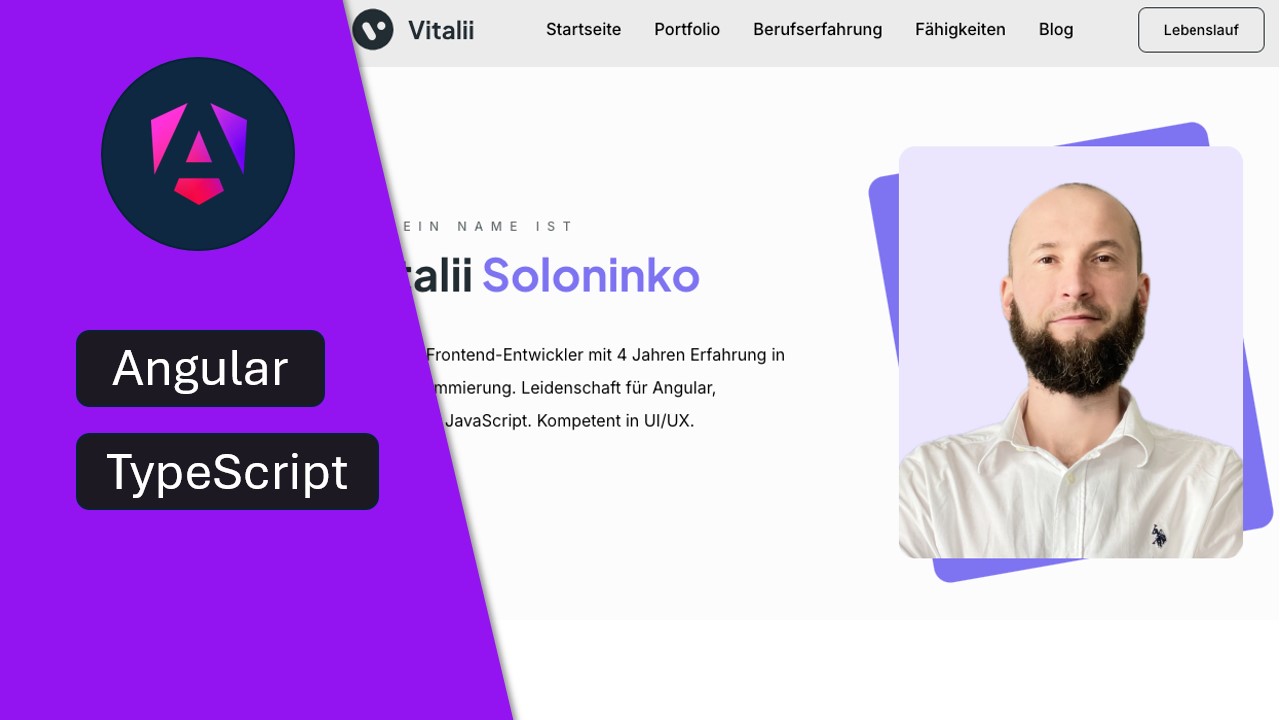 Vitalii
Startseite
Portfolio
Berufserfahrung
Fähigkeiten
Blog
Lebenslauf
EIN NAME IST
talii Soloninko
Frontend-Entwickler mit 4 Jahren Erfahrung in
mmierung. Leidenschaft für Angular,
JavaScript. Kompetent in UI/UX.
Angular
TypeScript